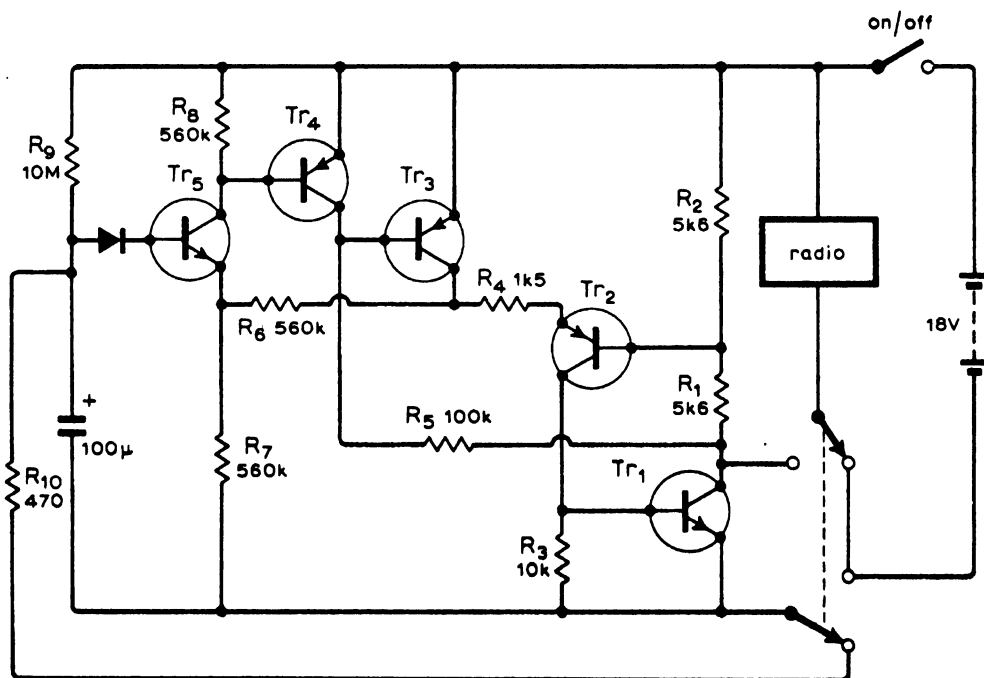 on/off
R8
560k
Tr4
R9
10M
Tr5
Tr3
R2
5k6
radio
R4 1k5
Tr2
R6 560k
18V
R1
5k6
+
100μ
R5 100k
R7
560k
Tr1
R10
470
R3
10k